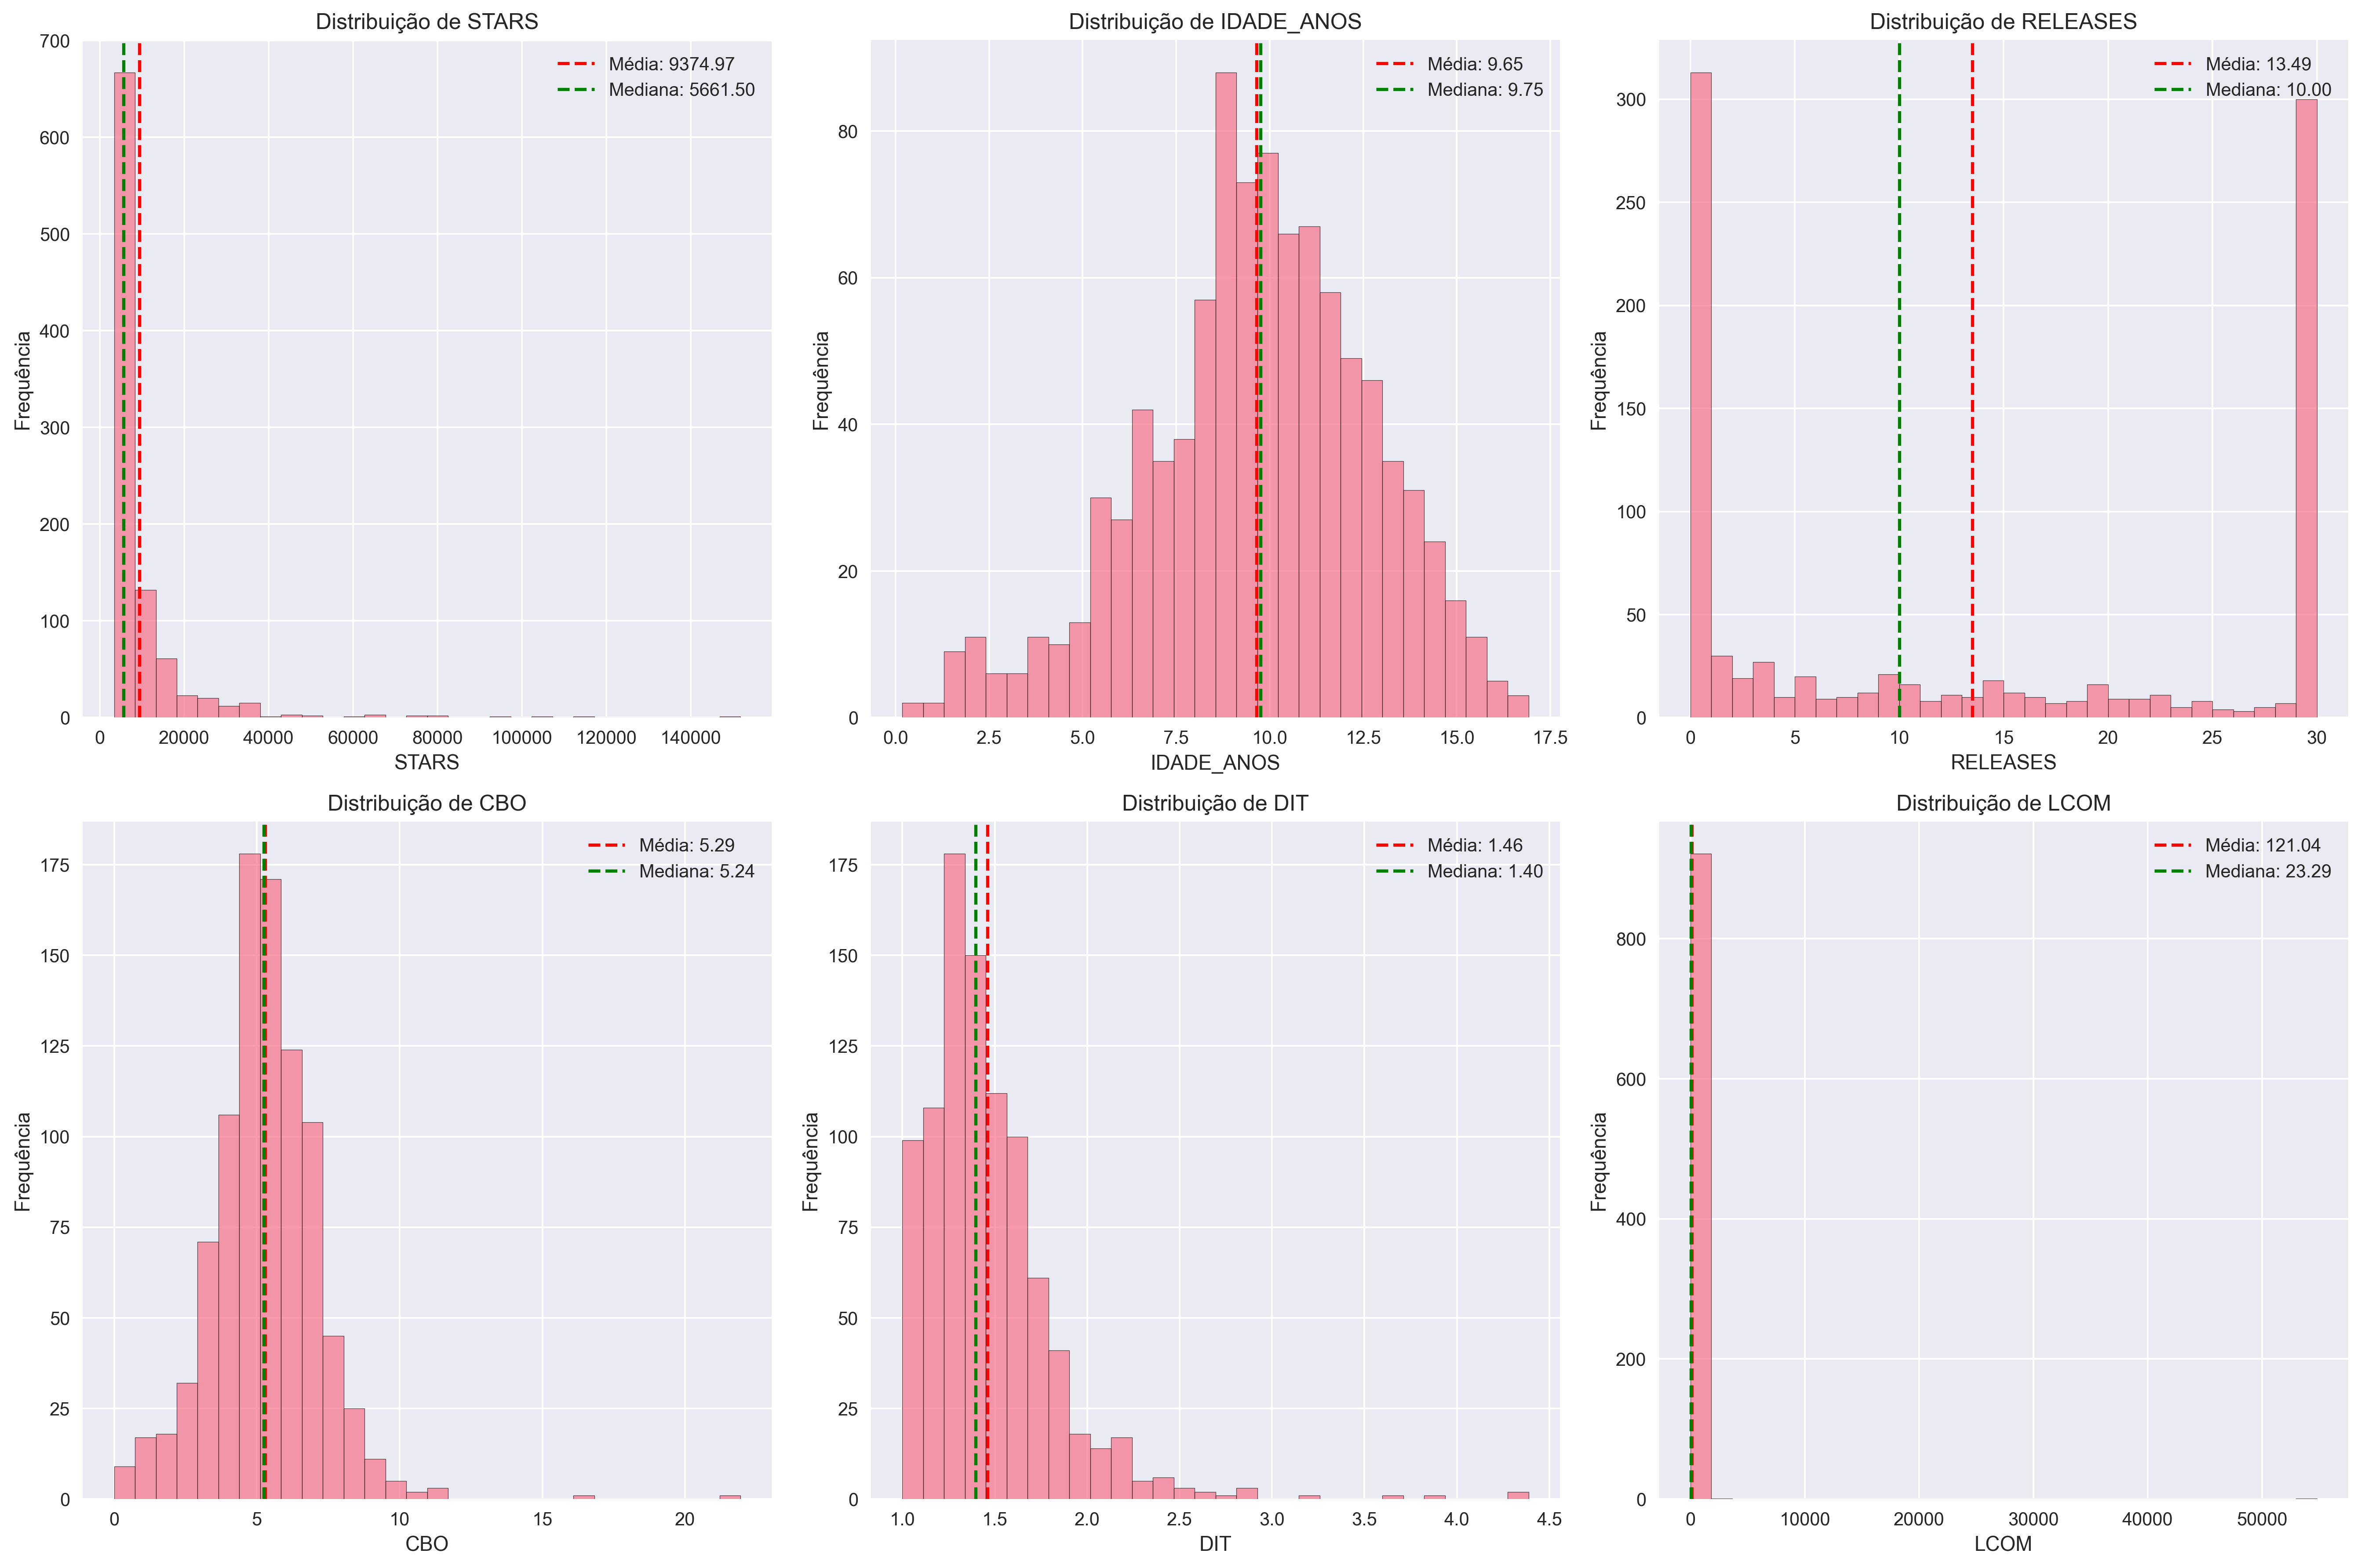 Distribuição de STARS
Média: 9374.97
Mediana: 5661.50
700
600
500
400
300
200
100
0
Frequência
0 20000 40000 60000 80000 100000 120000 140000
STARS
Distribuição de IDADE_ANOS
Média: 9.65
Mediana: 9.75
80
60
40
20
0
Frequência
0.0 2.5 5.0 7.5 10.0 12.5 15.0 17.5
IDADE_ANOS
Distribuição de RELEASES
Média: 13.49
Mediana: 10.00
300
250
200
150
100
50
0
Frequência
0 5 10 15 20 25 30
RELEASES
Distribuição de CBO
Média: 5.29
Mediana: 5.24
175
150
125
100
75
50
25
0
Frequência
0 5 10 15 20
CBO
Distribuição de DIT
Média: 1.46
Mediana: 1.40
175
150
125
100
75
50
25
0
Frequência
1.0 1.5 2.0 2.5 3.0 3.5 4.0 4.5
DIT
Distribuição de LCOM
Média: 121.04
Mediana: 23.29
800
600
400
200
0
Frequência
0 10000 20000 30000 40000 50000
LCOM